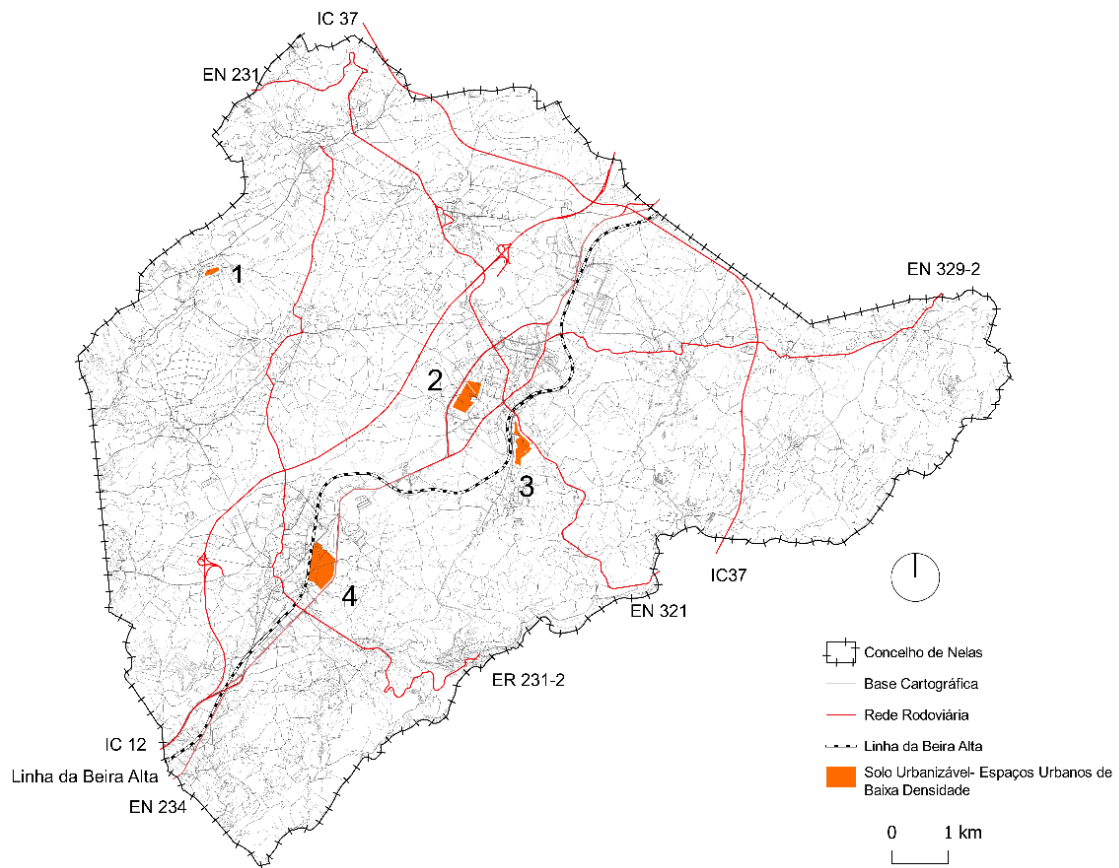 IC 37
EN 231
EN 329-2
1
2
3
4
IC37
EN 321
ER 231-2
IC 12
Linha da Beira Alta
EN 234
Concelho de Nelas
Base Cartográfica
Rede Rodoviária
Linha da Beira Alta
Solo Urbanizável- Espaços Urbanos de
Baixa Densidade
0 1 km